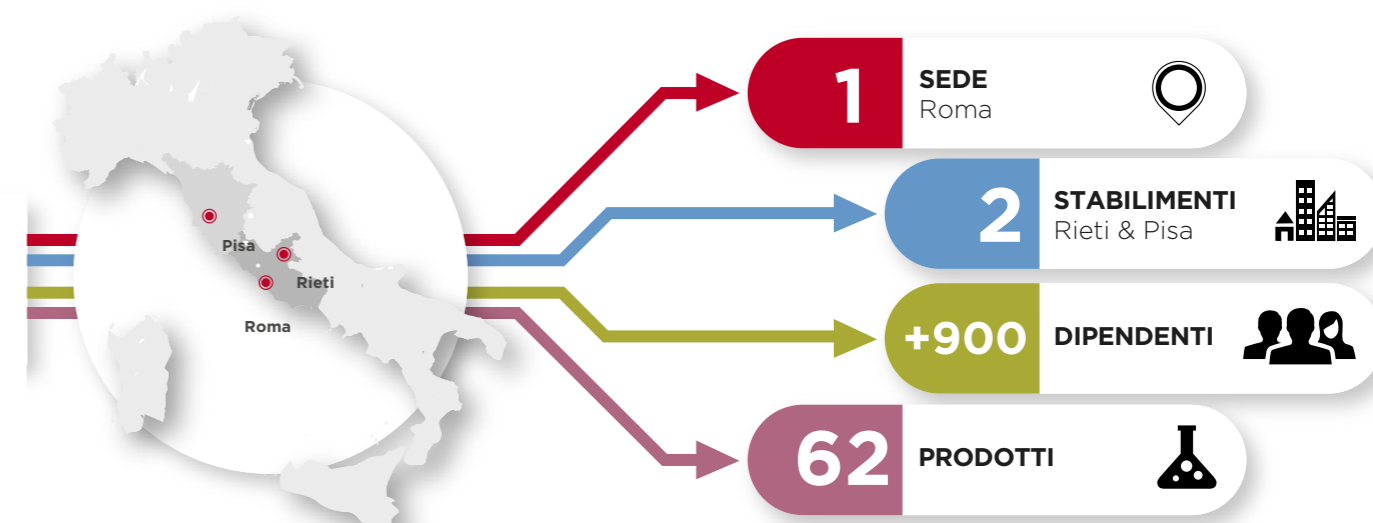 Pisa
Rieti
Roma
1
SEDE
Roma
2
STABILIMENTI
Rieti & Pisa
+900
DIPENDENTI
62
PRODOTTI